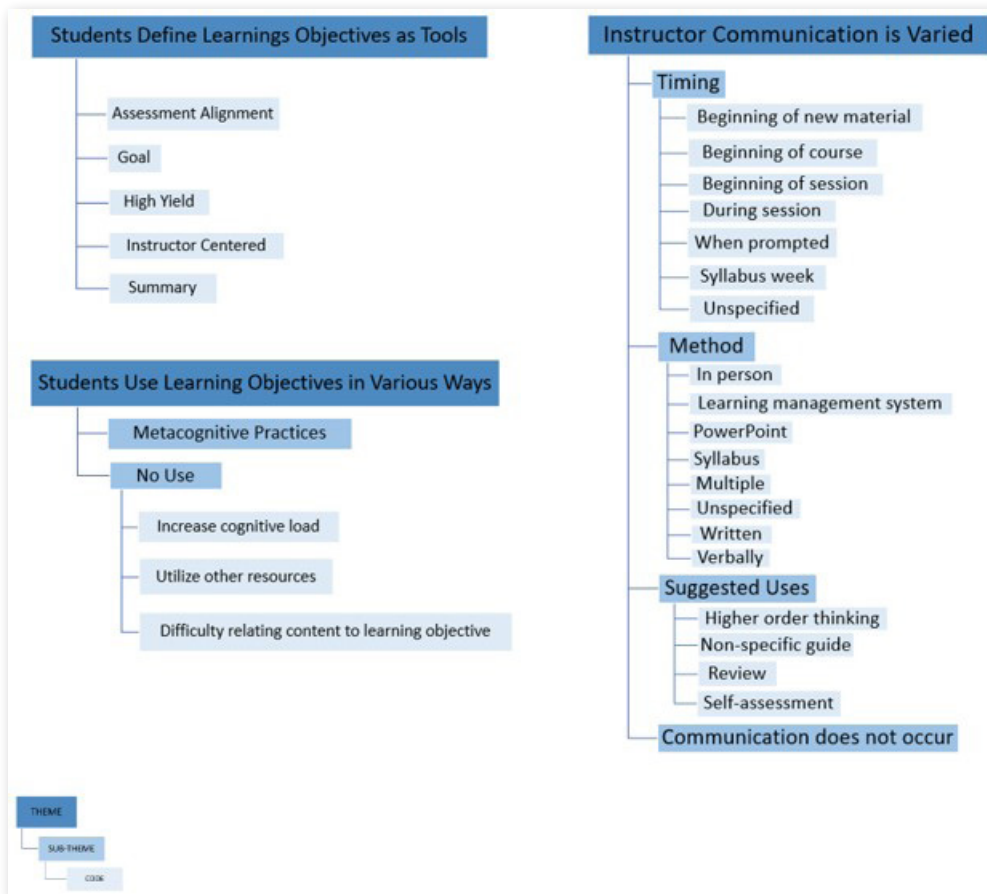 Students Define Learnings Objectives as Tools
Assessment Alignment
Goal
High Yield
Instructor Centered
Summary
Students Use Learning Objectives in Various Ways
Metacognitive Practices
No Use
Increase cognitive load
Utilize other resources
Difficulty relating content to learning objective
Instructor Communication is Varied
Timing
Beginning of new material
Beginning of course
Beginning of session
During session
When prompted
Syllabus week
Unspecified
Method
In person
Learning management system
PowerPoint
Syllabus
Multiple
Unspecified
Written
Verbally
Suggested Uses
Higher order thinking
Non-specific guide
Review
Self-assessment
Communication does not occur
THEME
SUB-THEME
CODE